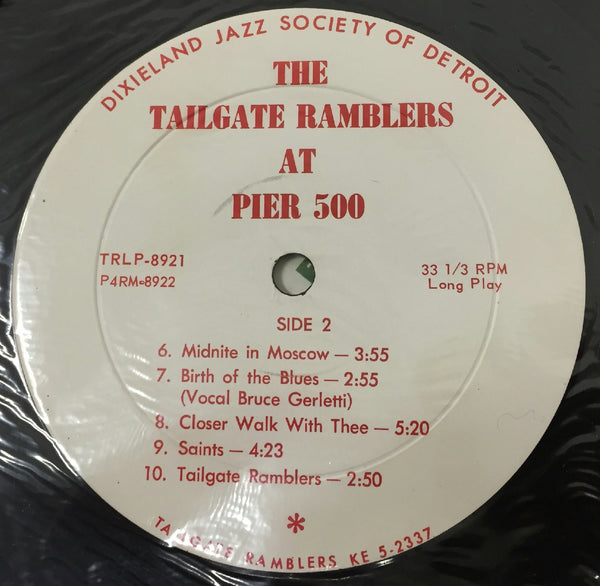 DIXIELAND JAZZ SOCIETY OF DETROIT
THE
TAILGATE RAMBLERS
AT
PIER 500
TRLP-8921
P4RM-8922
33 1/3 RPM
Long Play
SIDE 2
6. Midnite in Moscow — 3:55
7. Birth of the Blues — 2:55
(Vocal Bruce Gerletti)
8. Closer Walk With Thee — 5:20
9. Saints — 4:23
10. Tailgate Ramblers — 2:50
*
TAILGATE RAMBLERS KE 5-2337